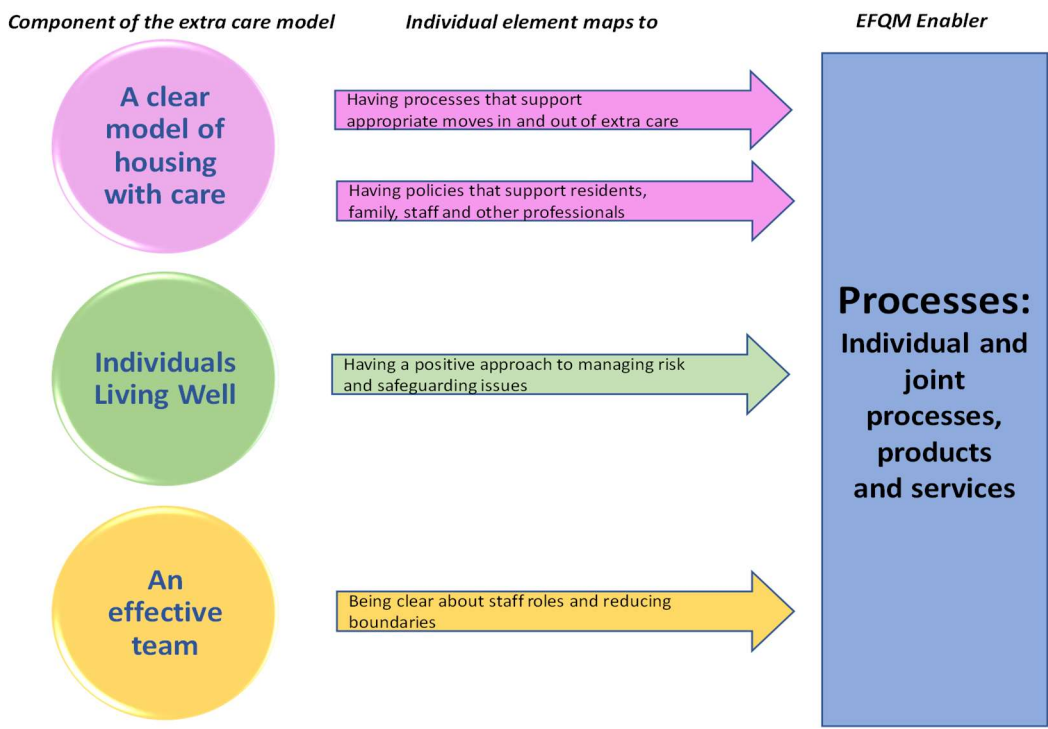 Component of the extra care model
Individual element maps to
EFQM Enabler
A clear
model of
housing
with care
Having processes that support
appropriate moves in and out of extra care
Having policies that support residents,
family, staff and other professionals
Individuals
Living Well
Having a positive approach to managing risk
and safeguarding issues
An
effective
team
Being clear about staff roles and reducing
boundaries
Processes:
Individual and
joint
processes,
products
and services